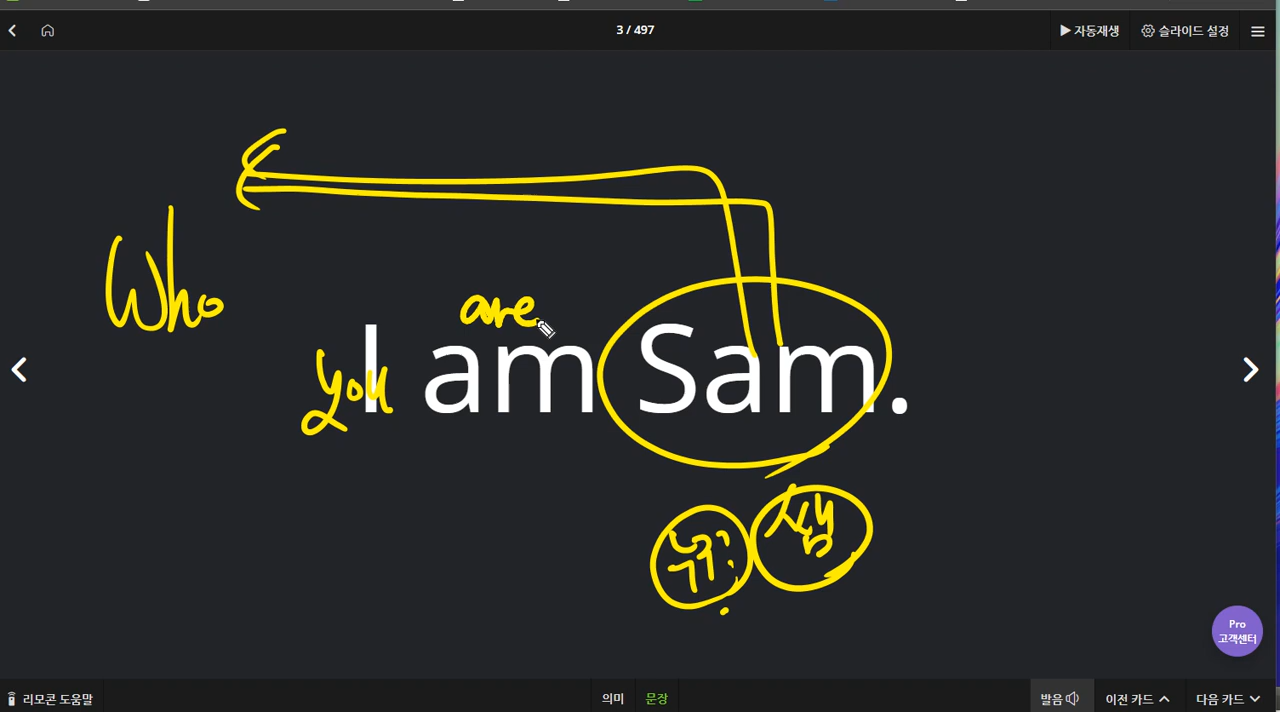 3 / 497
자동재생
슬라이드 설정
Who
are
you
I am Sam.
샘
Pro
고객센터
리모콘 도움말
의미
문장
발음
이전 카드
다음 카드